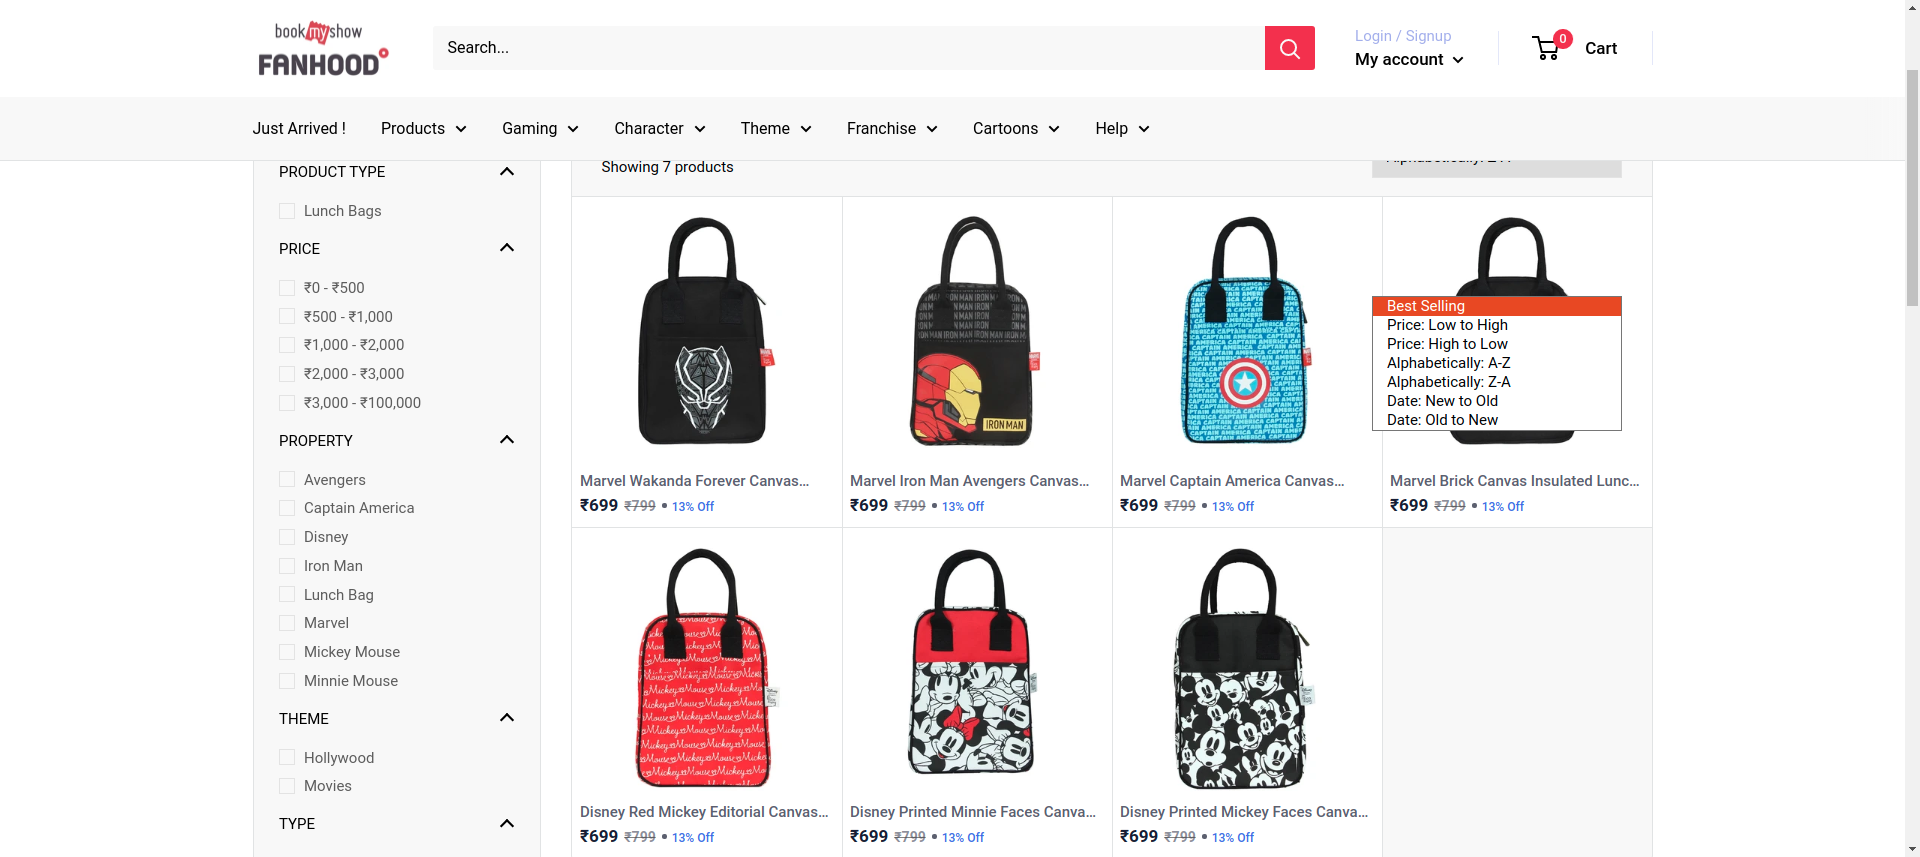 bookmyshow
FANHOOD
Search...
Login / Signup
My account
0
Cart
Just Arrived !
Products
Gaming
Character
Theme
Franchise
Cartoons
Help
PRODUCT TYPE
Lunch Bags
PRICE
₹0 - ₹500
₹500 - ₹1,000
₹1,000 - ₹2,000
₹2,000 - ₹3,000
₹3,000 - ₹100,000
PROPERTY
Avengers
Captain America
Disney
Iron Man
Lunch Bag
Marvel
Mickey Mouse
Minnie Mouse
THEME
Hollywood
Movies
TYPE
Showing 7 products
Alphabetically: Z-A
Best Selling
Price: Low to High
Price: High to Low
Alphabetically: A-Z
Alphabetically: Z-A
Date: New to Old
Date: Old to New
IRON MAN
Marvel Wakanda Forever Canvas...
₹699 ₹799 • 13% Off
Marvel Iron Man Avengers Canvas...
₹699 ₹799 • 13% Off
Marvel Captain America Canvas...
₹699 ₹799 • 13% Off
Marvel Brick Canvas Insulated Lunc...
₹699 ₹799 • 13% Off
Disney Red Mickey Editorial Canvas...
₹699 ₹799 • 13% Off
Disney Printed Minnie Faces Canva...
₹699 ₹799 • 13% Off
Disney Printed Mickey Faces Canva...
₹699 ₹799 • 13% Off